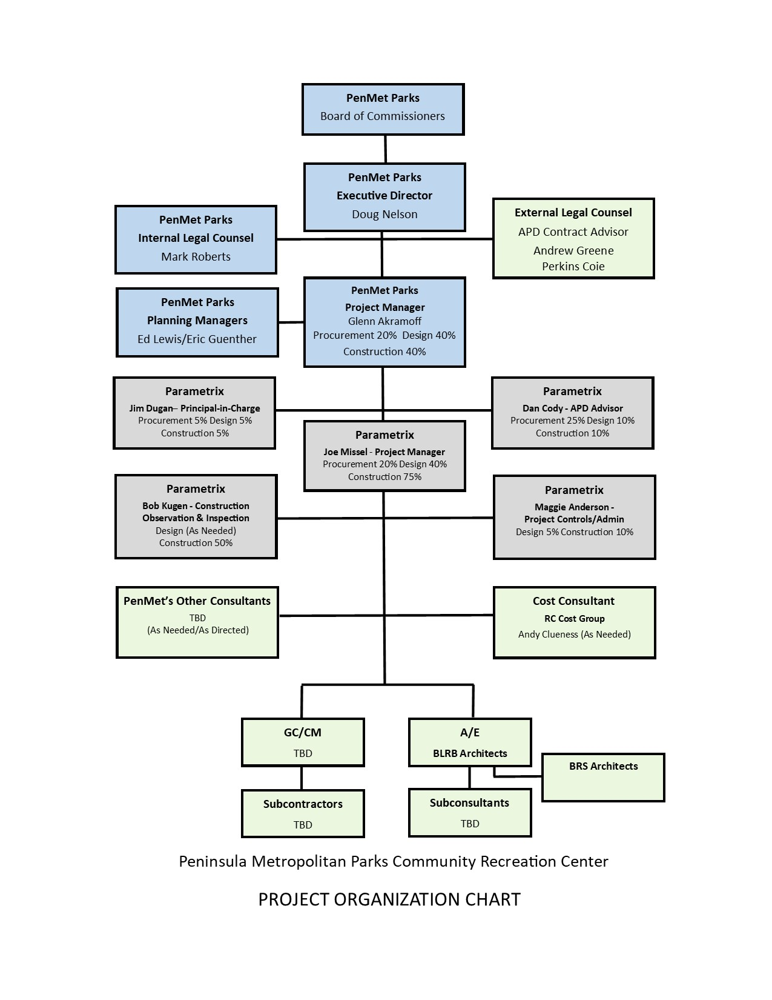 PenMet Parks
Board of Commissioners
PenMet Parks
Executive Director
Doug Nelson
PenMet Parks
Internal Legal Counsel
Mark Roberts
External Legal Counsel
APD Contract Advisor
Andrew Greene
Perkins Coie
PenMet Parks
Planning Managers
Ed Lewis/Eric Guenther
PenMet Parks
Project Manager
Glenn Akramoff
Procurement 20%  Design 40%
Construction 40%
Parametrix
Jim Dugan– Principal-in-Charge
Procurement 5% Design 5%
Construction 5%
Parametrix
Dan Cody - APD Advisor
Procurement 25% Design 10%
Construction 10%
Parametrix
Joe Missel - Project Manager
Procurement 20% Design 40%
Construction 75%
Parametrix
Bob Kugen - Construction
Observation & Inspection
Design (As Needed)
Construction 50%
Parametrix
Maggie Anderson -
Project Controls/Admin
Design 5% Construction 10%
PenMet’s Other Consultants
TBD
(As Needed/As Directed)
Cost Consultant
RC Cost Group
Andy Clueness (As Needed)
GC/CM
TBD
A/E
BLRB Architects
BRS Architects
Subcontractors
TBD
Subconsultants
TBD
Peninsula Metropolitan Parks Community Recreation Center
PROJECT ORGANIZATION CHART